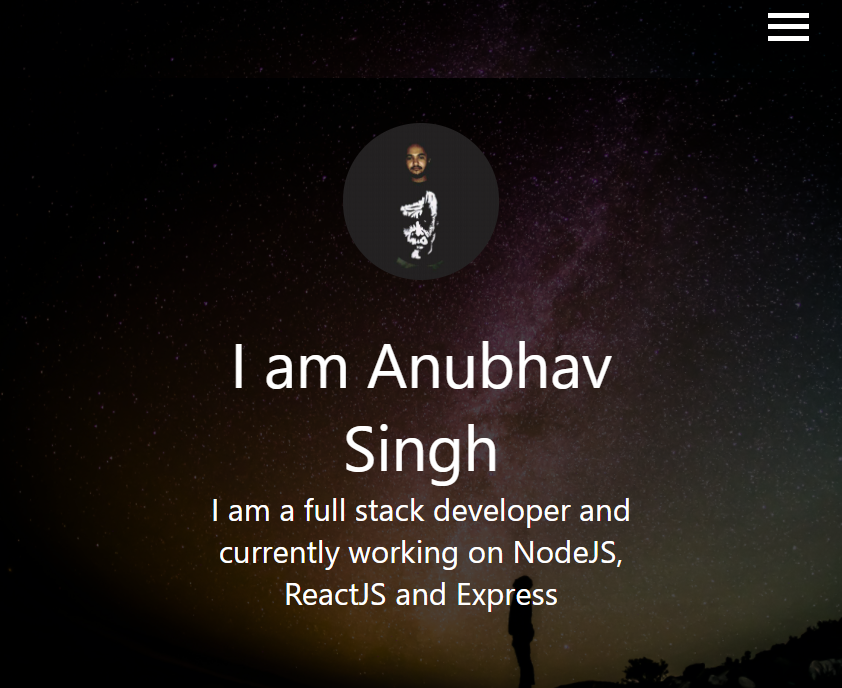 I am Anubhav
Singh
I am a full stack developer and
currently working on NodeJS,
ReactJS and Express